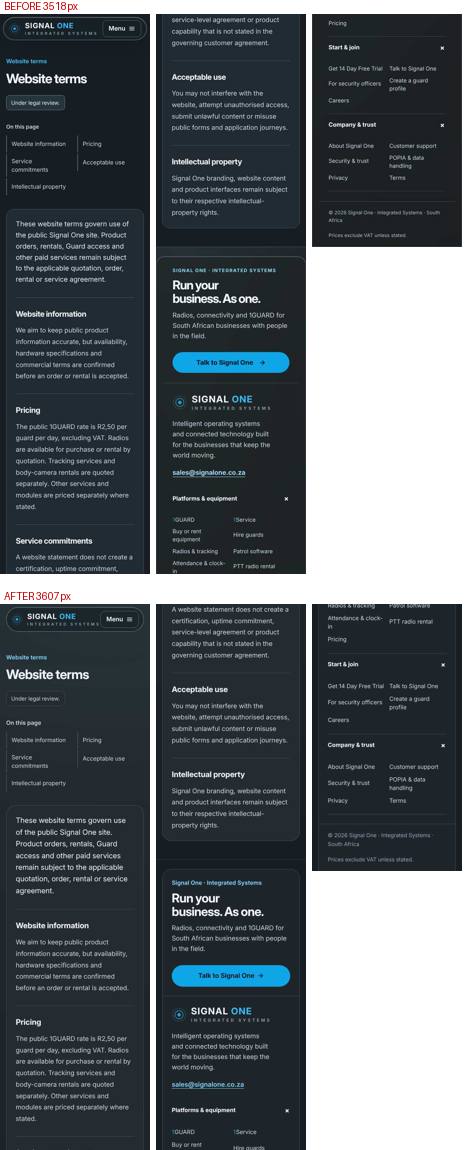 BEFORE 3518 px
SIGNAL ONE
INTEGRATED SYSTEMS
Menu
Website terms
Website terms
Under legal review.
On this page
Website information
Pricing
Service commitments
Acceptable use
Intellectual property
These website terms govern use of
the public Signal One site. Product
orders, rentals, Guard access and
other paid services remain subject
to the applicable quotation, order,
rental or service agreement.
Website information
We aim to keep public product
information accurate, but availability,
hardware specifications and
commercial terms are confirmed
before an order or rental is accepted.
Pricing
The public 1GUARD rate is R2,50 per
guard per day, excluding VAT. Radios
are available for purchase or rental by
quotation. Tracking services and
body-camera rentals are quoted
separately. Other services and
modules are priced separately where
stated.
Service commitments
A website statement does not create a
certification, uptime commitment,
service-level agreement or product
capability that is not stated in the
governing customer agreement.
Acceptable use
You may not interfere with the
website, attempt unauthorised access,
submit unlawful content or misuse
public forms and application journeys.
Intellectual property
Signal One branding, website content
and product interfaces remain subject
to their respective intellectual-
property rights.
SIGNAL ONE · INTEGRATED SYSTEMS
Run your
business. As one.
Radios, connectivity and 1GUARD for
South African businesses with people
in the field.
Talk to Signal One →
SIGNAL ONE
INTEGRATED SYSTEMS
Intelligent operating systems
and connected technology built
for the businesses that keep the
world moving.
sales@signalone.co.za
Platforms & equipment
1GUARD
1Service
Buy or rent
equipment
Hire guards
Radios & tracking
Patrol software
Attendance & clock-
in
PTT radio rental
Pricing
Start & join
Get 14 Day Free Trial
Talk to Signal One
For security officers
Create a guard
profile
Careers
Company & trust
About Signal One
Customer support
Security & trust
POPIA & data
handling
Privacy
Terms
© 2026 Signal One · Integrated Systems · South
Africa
Prices exclude VAT unless stated.
AFTER 3607 px
SIGNAL ONE
INTEGRATED SYSTEMS
Menu
Website terms
Website terms
Under legal review.
On this page
Website information
Pricing
Service
commitments
Acceptable use
Intellectual property
These website terms govern use
of the public Signal One site.
Product orders, rentals, Guard
access and other paid services
remain subject to the applicable
quotation, order, rental or service
agreement.
Website information
We aim to keep public product
information accurate, but availability,
hardware specifications and
commercial terms are confirmed
before an order or rental is accepted.
Pricing
The public 1GUARD rate is R2,50 per
guard per day, excluding VAT. Radios
are available for purchase or rental by
quotation. Tracking services and
body-camera rentals are quoted
separately. Other services and
modules are priced separately where
stated.
A website statement does not create a
certification, uptime commitment,
service-level agreement or product
capability that is not stated in the
governing customer agreement.
Acceptable use
You may not interfere with the
website, attempt unauthorised access,
submit unlawful content or misuse
public forms and application journeys.
Intellectual property
Signal One branding, website content
and product interfaces remain subject
to their respective intellectual-
property rights.
Signal One · Integrated Systems
Run your
business. As one.
Radios, connectivity and 1GUARD for
South African businesses with people
in the field.
Talk to Signal One →
SIGNAL ONE
INTEGRATED SYSTEMS
Intelligent operating systems
and connected technology built
for the businesses that keep the
world moving.
sales@signalone.co.za
Platforms & equipment
1GUARD
1Service
Buy or rent
Hire guards
Radios & tracking
Patrol software
Attendance & clock-
in
PTT radio rental
Pricing
Start & join
Get 14 Day Free Trial
Talk to Signal One
For security officers
Create a guard
profile
Careers
Company & trust
About Signal One
Customer support
Security & trust
POPIA & data
handling
Privacy
Terms
© 2026 Signal One · Integrated Systems ·
South Africa
Prices exclude VAT unless stated.